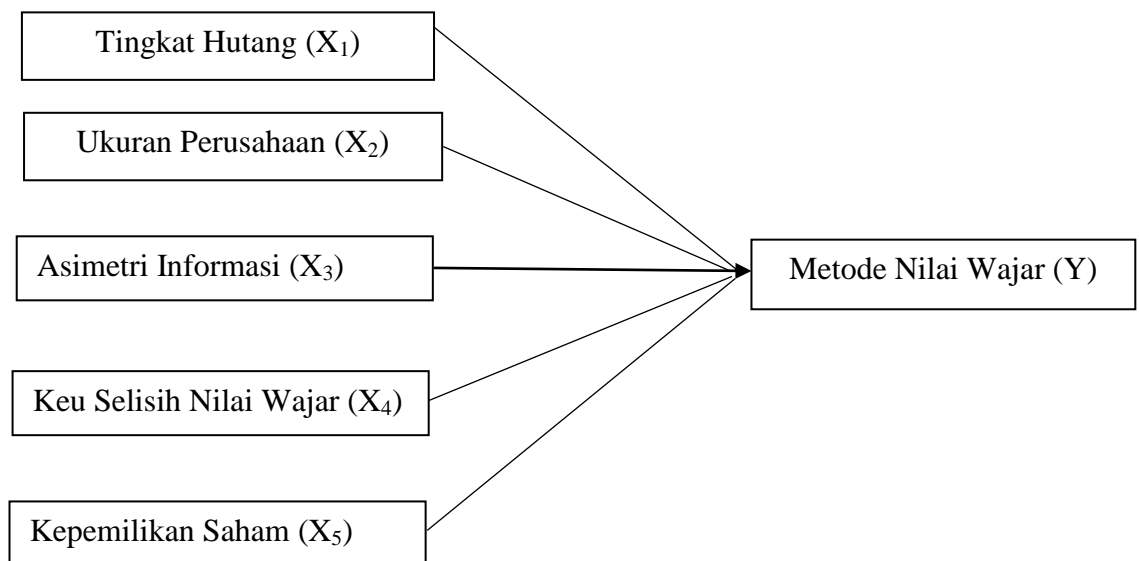 Tingkat Hutang (X₁)
Ukuran Perusahaan (X₂)
Asimetri Informasi (X₃)
Metode Nilai Wajar (Y)
Keu Selisih Nilai Wajar (X₄)
Kepemilikan Saham (X₅)